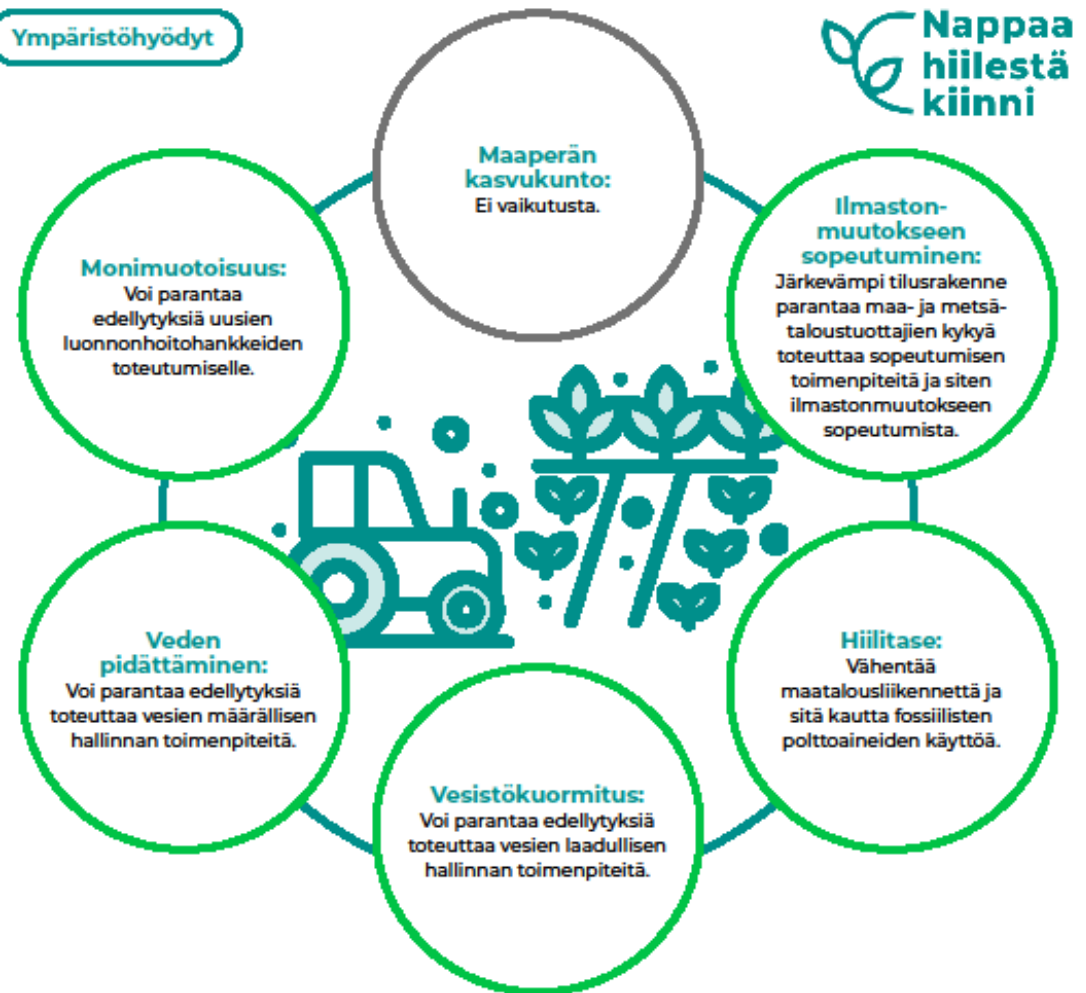 Ympäristöhyödyt
Nappaa
hiilestä
kiinni
Maaperän
kasvukunto:
Ei vaikutusta.
Ilmaston-
muutokseen
sopeutuminen:
Järkevämpi tilusrakenne
parantaa maa- ja metsä-
taloustuottajien kykyä
toteuttaa sopeutumisen
toimenpiteitä ja siten
ilmastonmuutokseen
sopeutumista.
Hiilitase:
Vähentää
maatalousliikennettä ja
sitä kautta fossiilisten
polttoaineiden käyttöä.
Vesistökuormitus:
Voi parantaa edellytyksiä
toteuttaa vesien laadullisen
hallinnan toimenpiteitä.
Veden
pidättäminen:
Voi parantaa edellytyksiä
toteuttaa vesien määrällisen
hallinnan toimenpiteitä.
Monimuotoisuus:
Voi parantaa
edellytyksiä uusien
luonnonhoitohankkeiden
toteutumiselle.